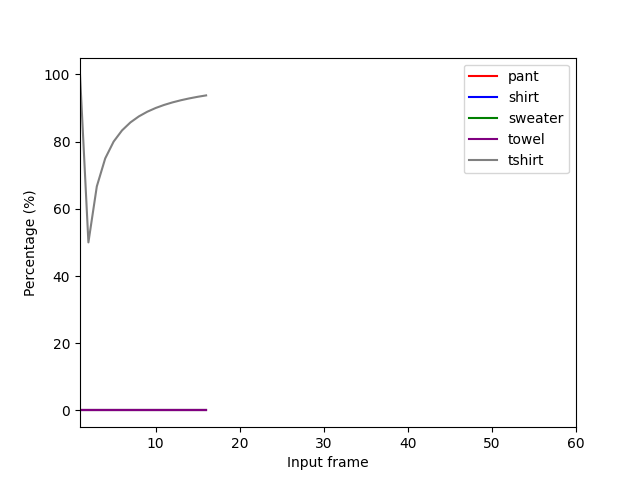 100
80
60
40
20
0
10 20 30 40 50 60
Percentage (%)
Input frame
pant
shirt
sweater
towel
tshirt